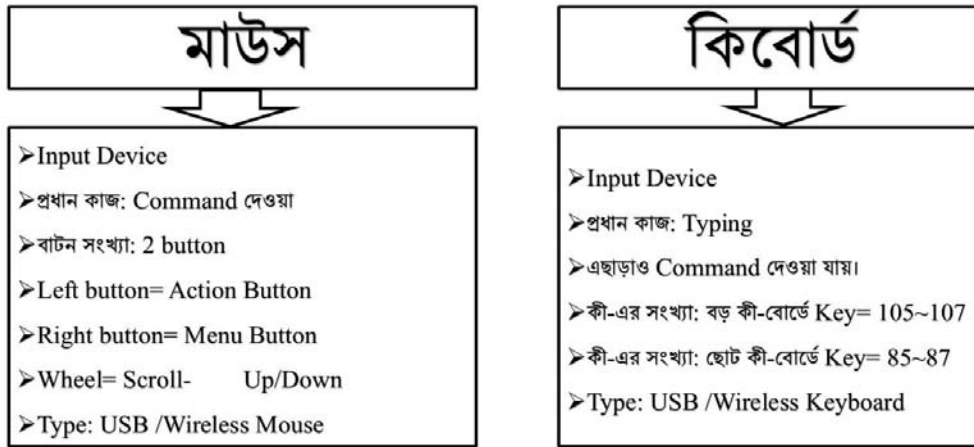 মাউস
➢Input Device
➢প্রধান কাজ: Command দেওয়া
➢বাটন সংখ্যা: 2 button
➢Left button= Action Button
➢Right button= Menu Button
➢Wheel= Scroll- Up/Down
➢Type: USB /Wireless Mouse
কিবোর্ড
➢Input Device
➢প্রধান কাজ: Typing
➢এছাড়াও Command দেওয়া যায়।
➢কী-এর সংখ্যা: বড় কী-বোর্ডে Key= 105~107
➢কী-এর সংখ্যা: ছোট কী-বোর্ডে Key= 85~87
➢Type: USB /Wireless Keyboard